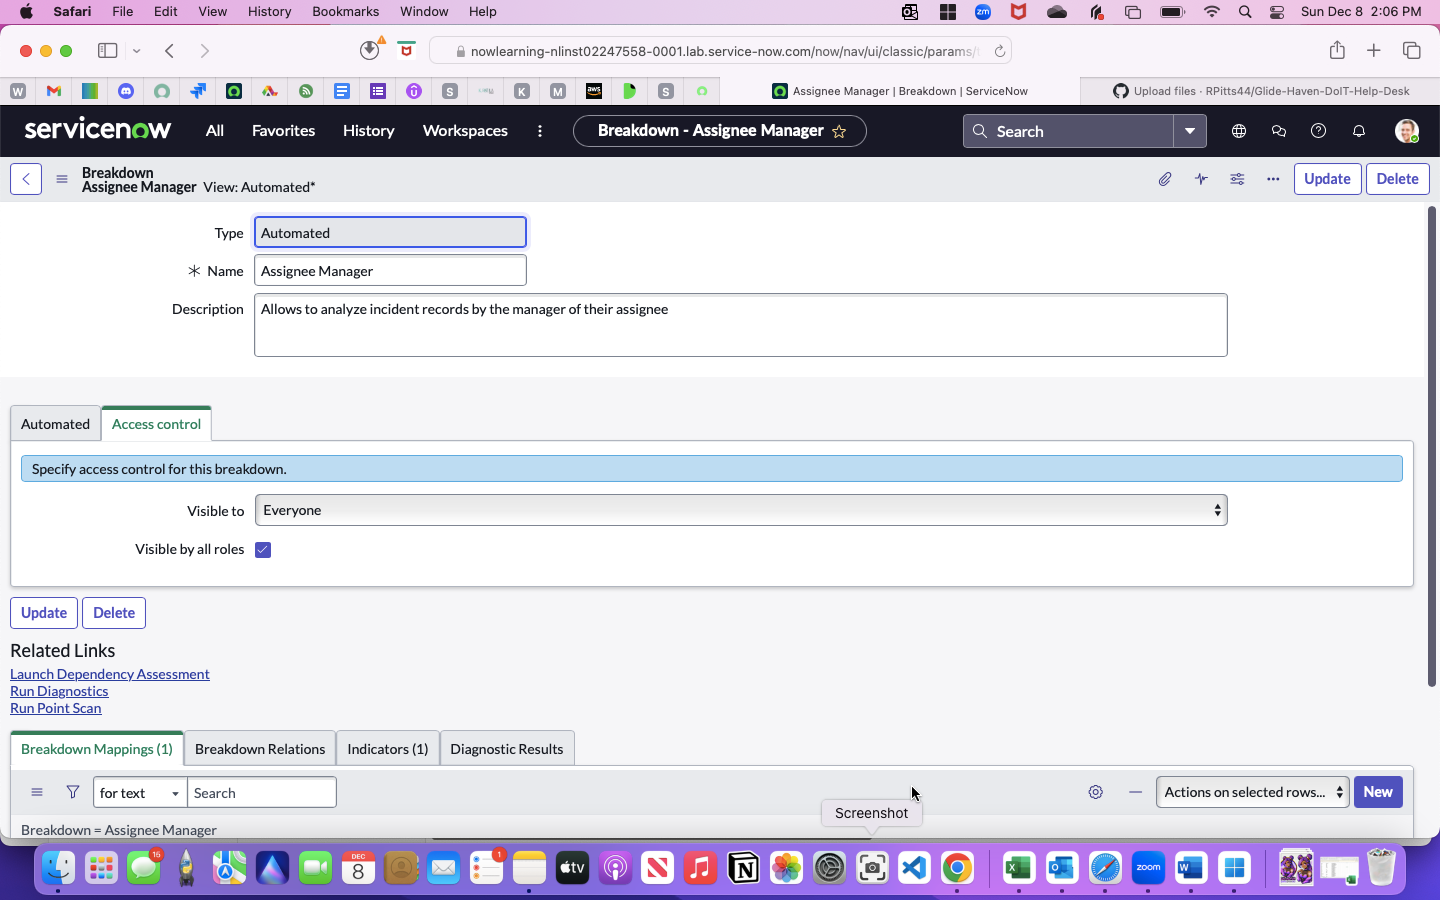 Safari File Edit View History Bookmarks Window Help Sun Dec 8 2:06 PM
nowlearning-nlinst02247558-0001.lab.service-now.com/now/nav/ui/classic/params/
Assignee Manager | Breakdown | ServiceNow
Upload files · RPitts44/Glide-Haven-DoIT-Help-Desk
servicenow All Favorites History Workspaces Breakdown - Assignee Manager Search
Breakdown
Assignee Manager View: Automated*
Update Delete
Type Automated
Name Assignee Manager
Description Allows to analyze incident records by the manager of their assignee
Automated Access control
Specify access control for this breakdown.
Visible to Everyone
Visible by all roles
Update Delete
Related Links
Launch Dependency Assessment
Run Diagnostics
Run Point Scan
Breakdown Mappings (1) Breakdown Relations Indicators (1) Diagnostic Results
for text Search Actions on selected rows... New
Screenshot
Breakdown = Assignee Manager
15 DEC 8 1 tv zoom